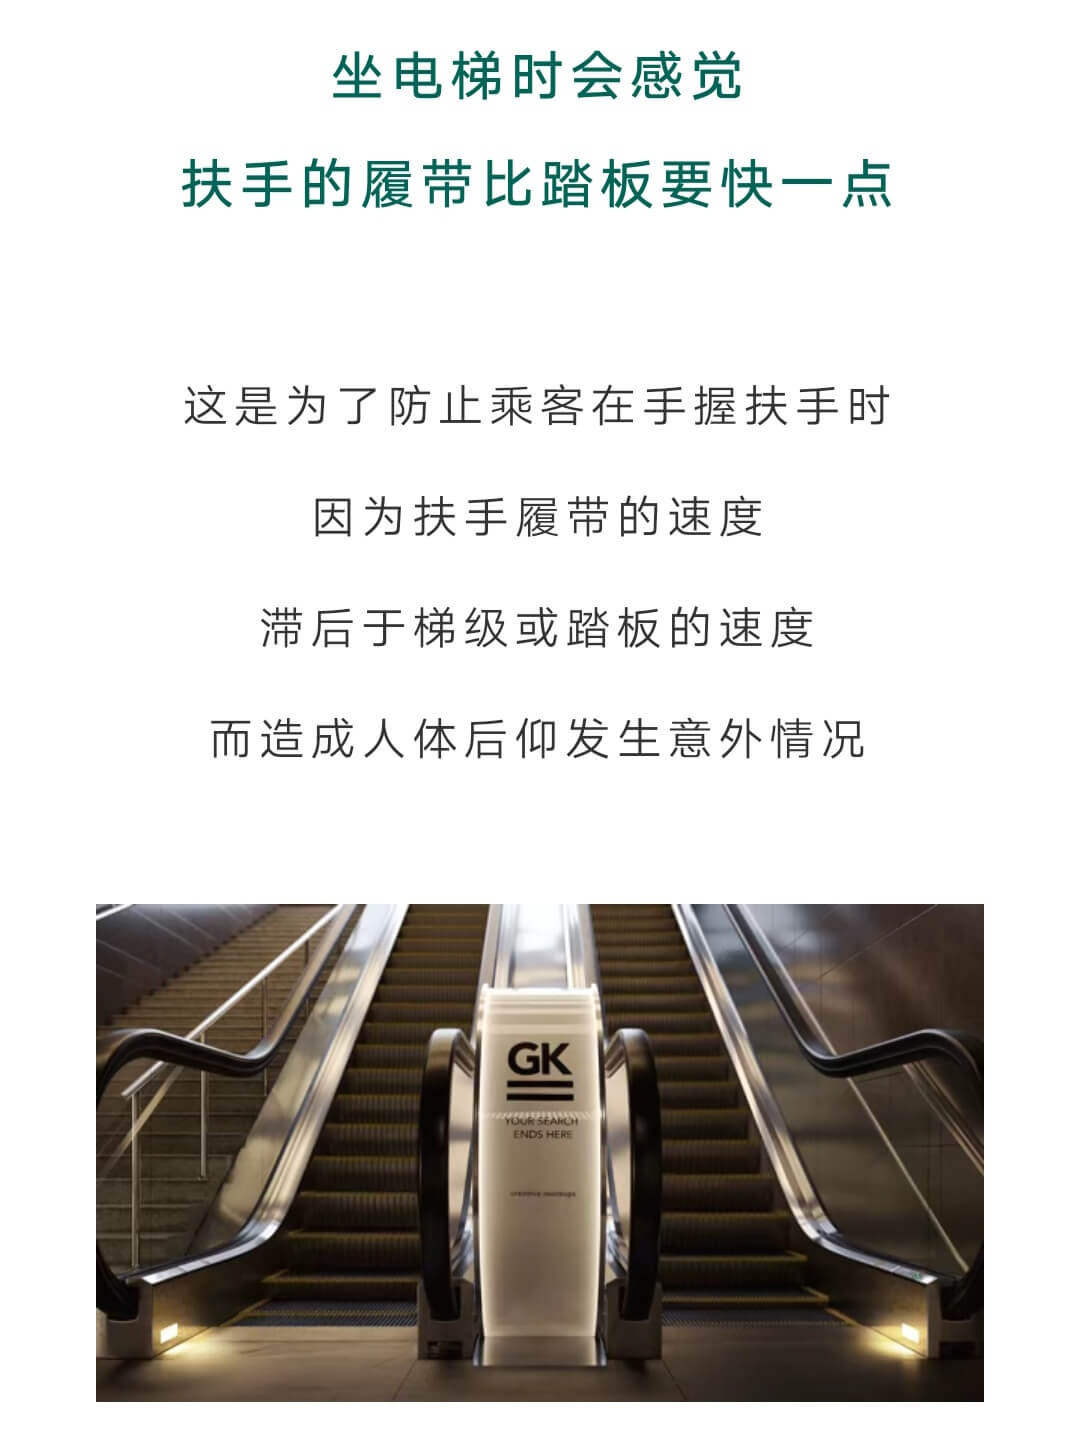 坐电梯时会感觉
扶手的履带比踏板要快一点
这是为了防止乘客在手握扶手时
因为扶手履带的速度
滞后于梯级或踏板的速度
而造成人体后仰发生意外情况
GK
YOUR SEARCH
ENDS HERE
creative mockups